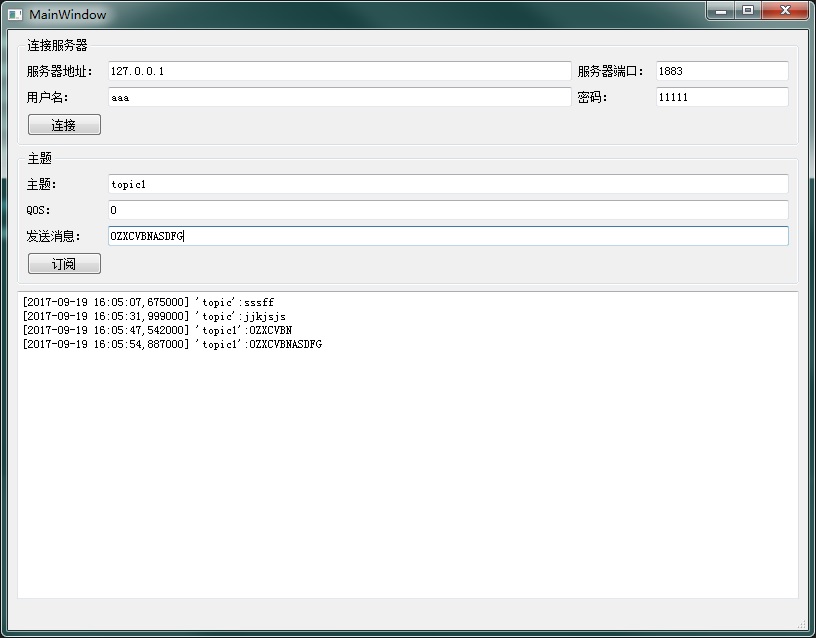 MainWindow
连接服务器
服务器地址: 127.0.0.1 服务器端口: 1883
用户名: aaa 密码: 11111
连接
主题
主题: topic1
QOS: 0
发送消息: OZXCVBNASDFG
订阅
[2017-09-19 16:05:07,675000] 'topic':sssff
[2017-09-19 16:05:31,999000] 'topic':jjkjsjs
[2017-09-19 16:05:47,542000] 'topic1':OZXCVBN
[2017-09-19 16:05:54,887000] 'topic1':OZXCVBNASDFG